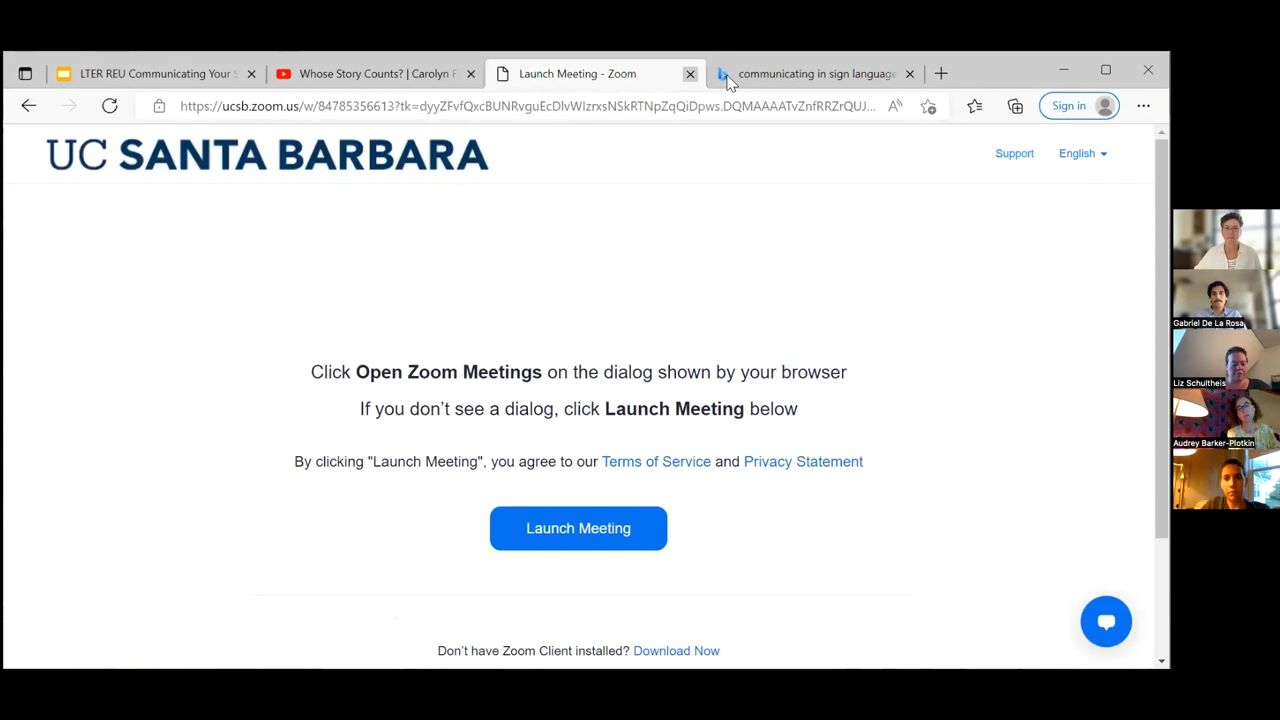 LTER REU Communicating Your S
Whose Story Counts? | Carolyn F
Launch Meeting - Zoom
communicating in sign language
https://ucsb.zoom.us/w/84785356613?tk=dyyZFvfQxcBUNRvguEcDlvWIzrxsNSkRTNpZqQiDpws.DQMAAAATvZnfRRZrQUJ...
Sign in
UC SANTA BARBARA
Support
English
Click Open Zoom Meetings on the dialog shown by your browser
If you don't see a dialog, click Launch Meeting below
By clicking "Launch Meeting", you agree to our Terms of Service and Privacy Statement
Launch Meeting
Don't have Zoom Client installed? Download Now
Gabriel De La Rosa
Liz Schultheis
Audrey Barker-Plotkin